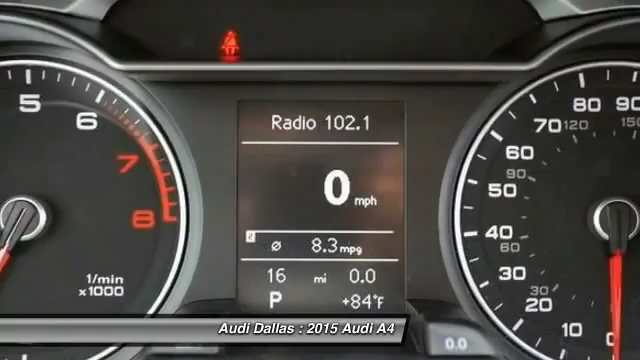 Radio 102.1
0 mph
ø 8.3 mpg
16 mi 0.0
P +84°F
5
6
7
8
1/min
x1000
80 90
70 120 150
60
90
50
40
60
30
30
20
10
0.0
Audi Dallas : 2015 Audi A4